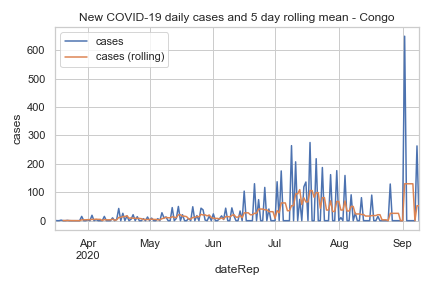 New COVID-19 daily cases and 5 day rolling mean - Congo
cases
cases (rolling)
cases
600
500
400
300
200
100
0
Apr
2020
May
Jun
Jul
Aug
Sep
dateRep